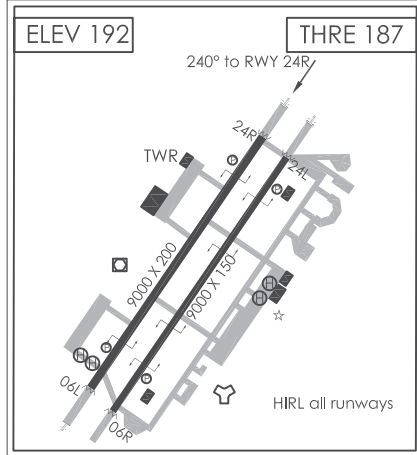 ELEV 192
THRE 187
240° to RWY 24R
24R
24L
TWR
P
P
9000 X 200
9000 X 150
H
H
P
H H
P
06L
06R
HIRL all runways